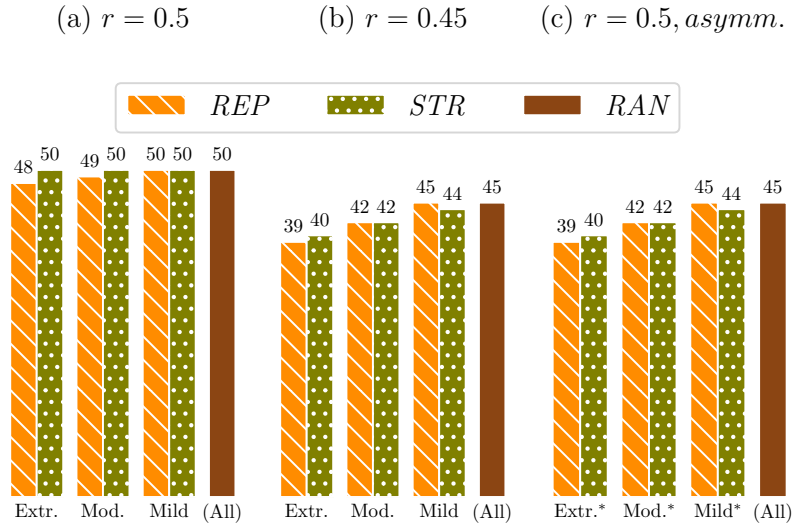 (a) r = 0.5
(b) r = 0.45
(c) r = 0.5, asymm.
REP STR RAN
48 50 49 50 50 50 50
39 40 42 42 45 44 45
39 40 42 42 45 44 45
Extr. Mod. Mild (All)
Extr. Mod. Mild (All)
Extr.* Mod.* Mild* (All)